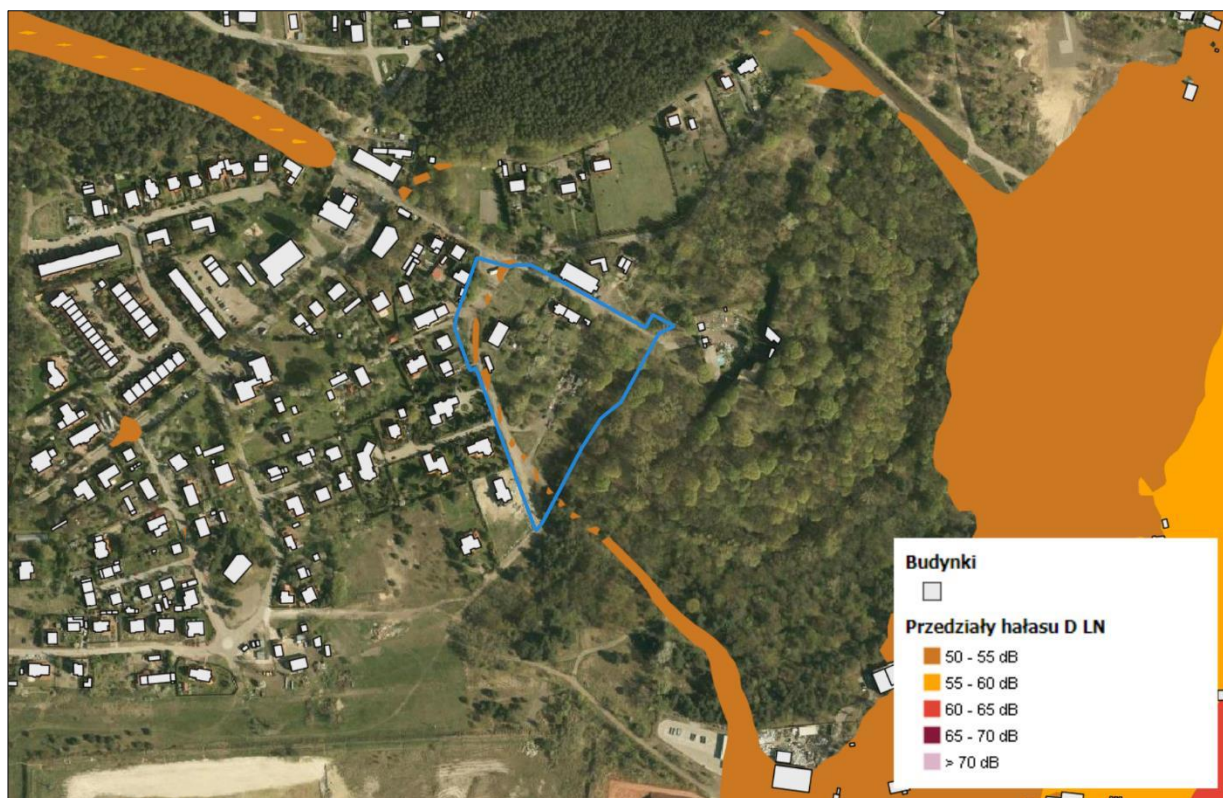 Budynki
Przedziały hałasu D LN
50 - 55 dB
55 - 60 dB
60 - 65 dB
65 - 70 dB
> 70 dB